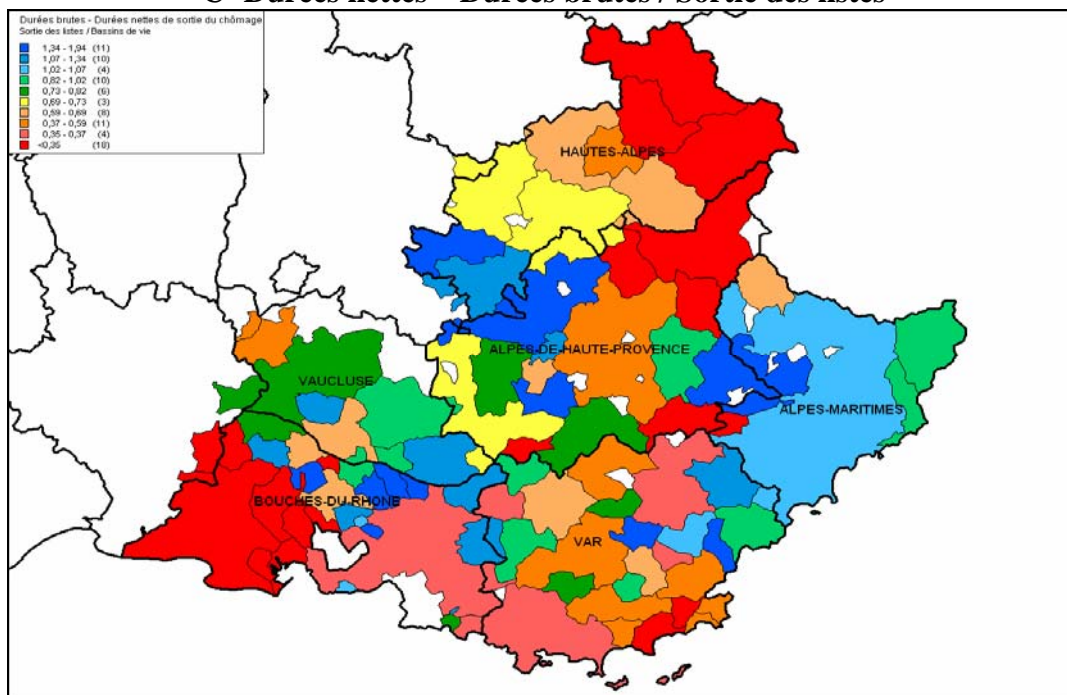 C- Durées nettes – Durées brutes / Sortie des listes
Durées brutes - Durées nettes de sortie du chômage
Sortie des listes / Bassins de vie
1,34 - 1,94 (11)
1,07 - 1,34 (10)
1,02 - 1,07 (4)
0,82 - 1,02 (10)
0,73 - 0,82 (6)
0,69 - 0,73 (3)
0,59 - 0,69 (8)
0,37 - 0,59 (11)
0,35 - 0,37 (4)
<0,35 (18)
HAUTES-ALPES
ALPES-DE-HAUTE-PROVENCE
VAUCLUSE
ALPES-MARITIMES
BOUCHES-DU-RHONE
VAR